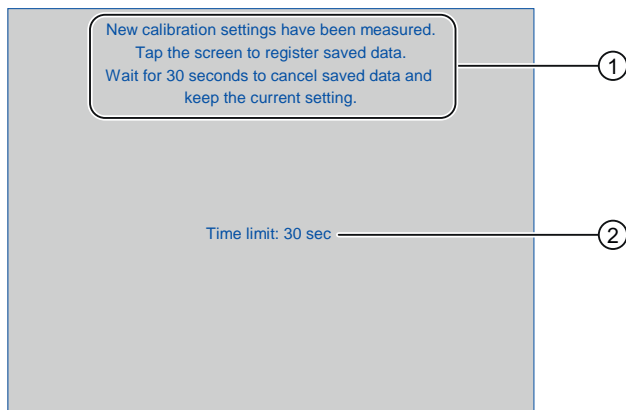 New calibration settings have been measured.
Tap the screen to register saved data.
Wait for 30 seconds to cancel saved data and
keep the current setting.
1
Time limit: 30 sec
2